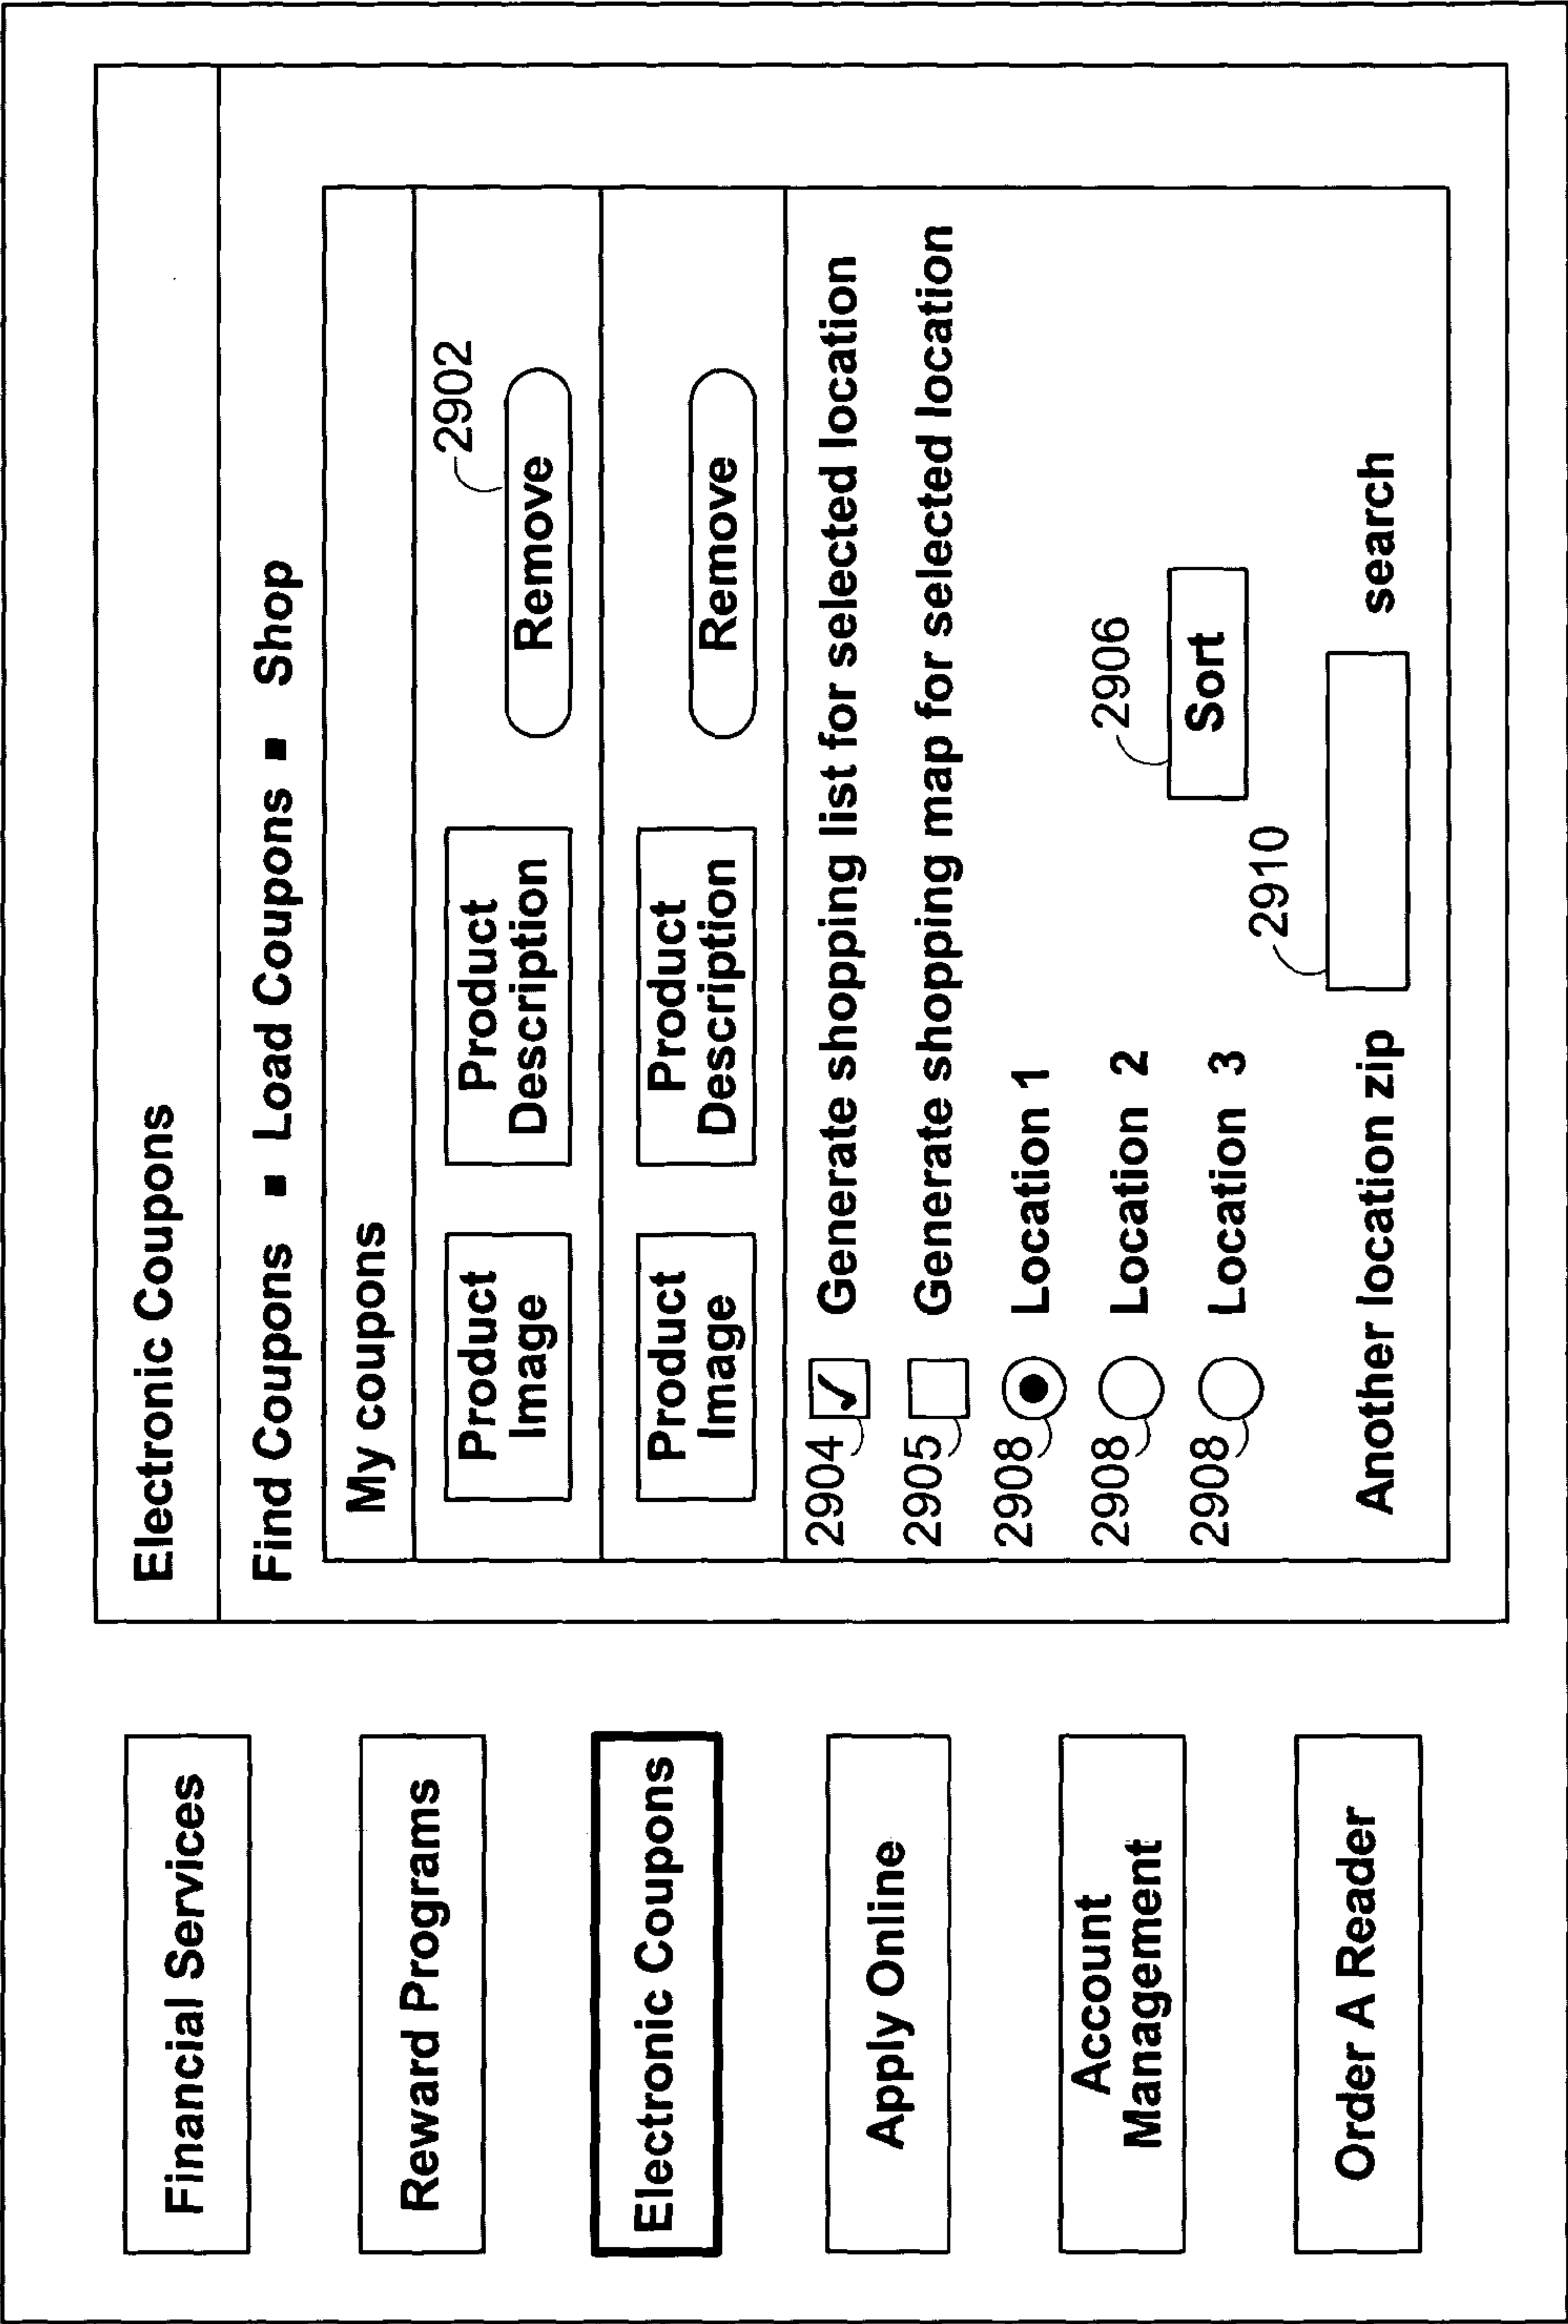 Financial Services
Reward Programs
Electronic Coupons
Apply Online
Account
Management
Order A Reader
Electronic Coupons
Find Coupons ■ Load Coupons ■ Shop
My coupons
2902
Product
Image
Product
Description
Remove
Product
Image
Product
Description
Remove
2904 Generate shopping list for selected location
2905 Generate shopping map for selected location
2908 Location 1
2908 Location 2
2906
2908 Location 3
Sort
2910
Another location zip
search